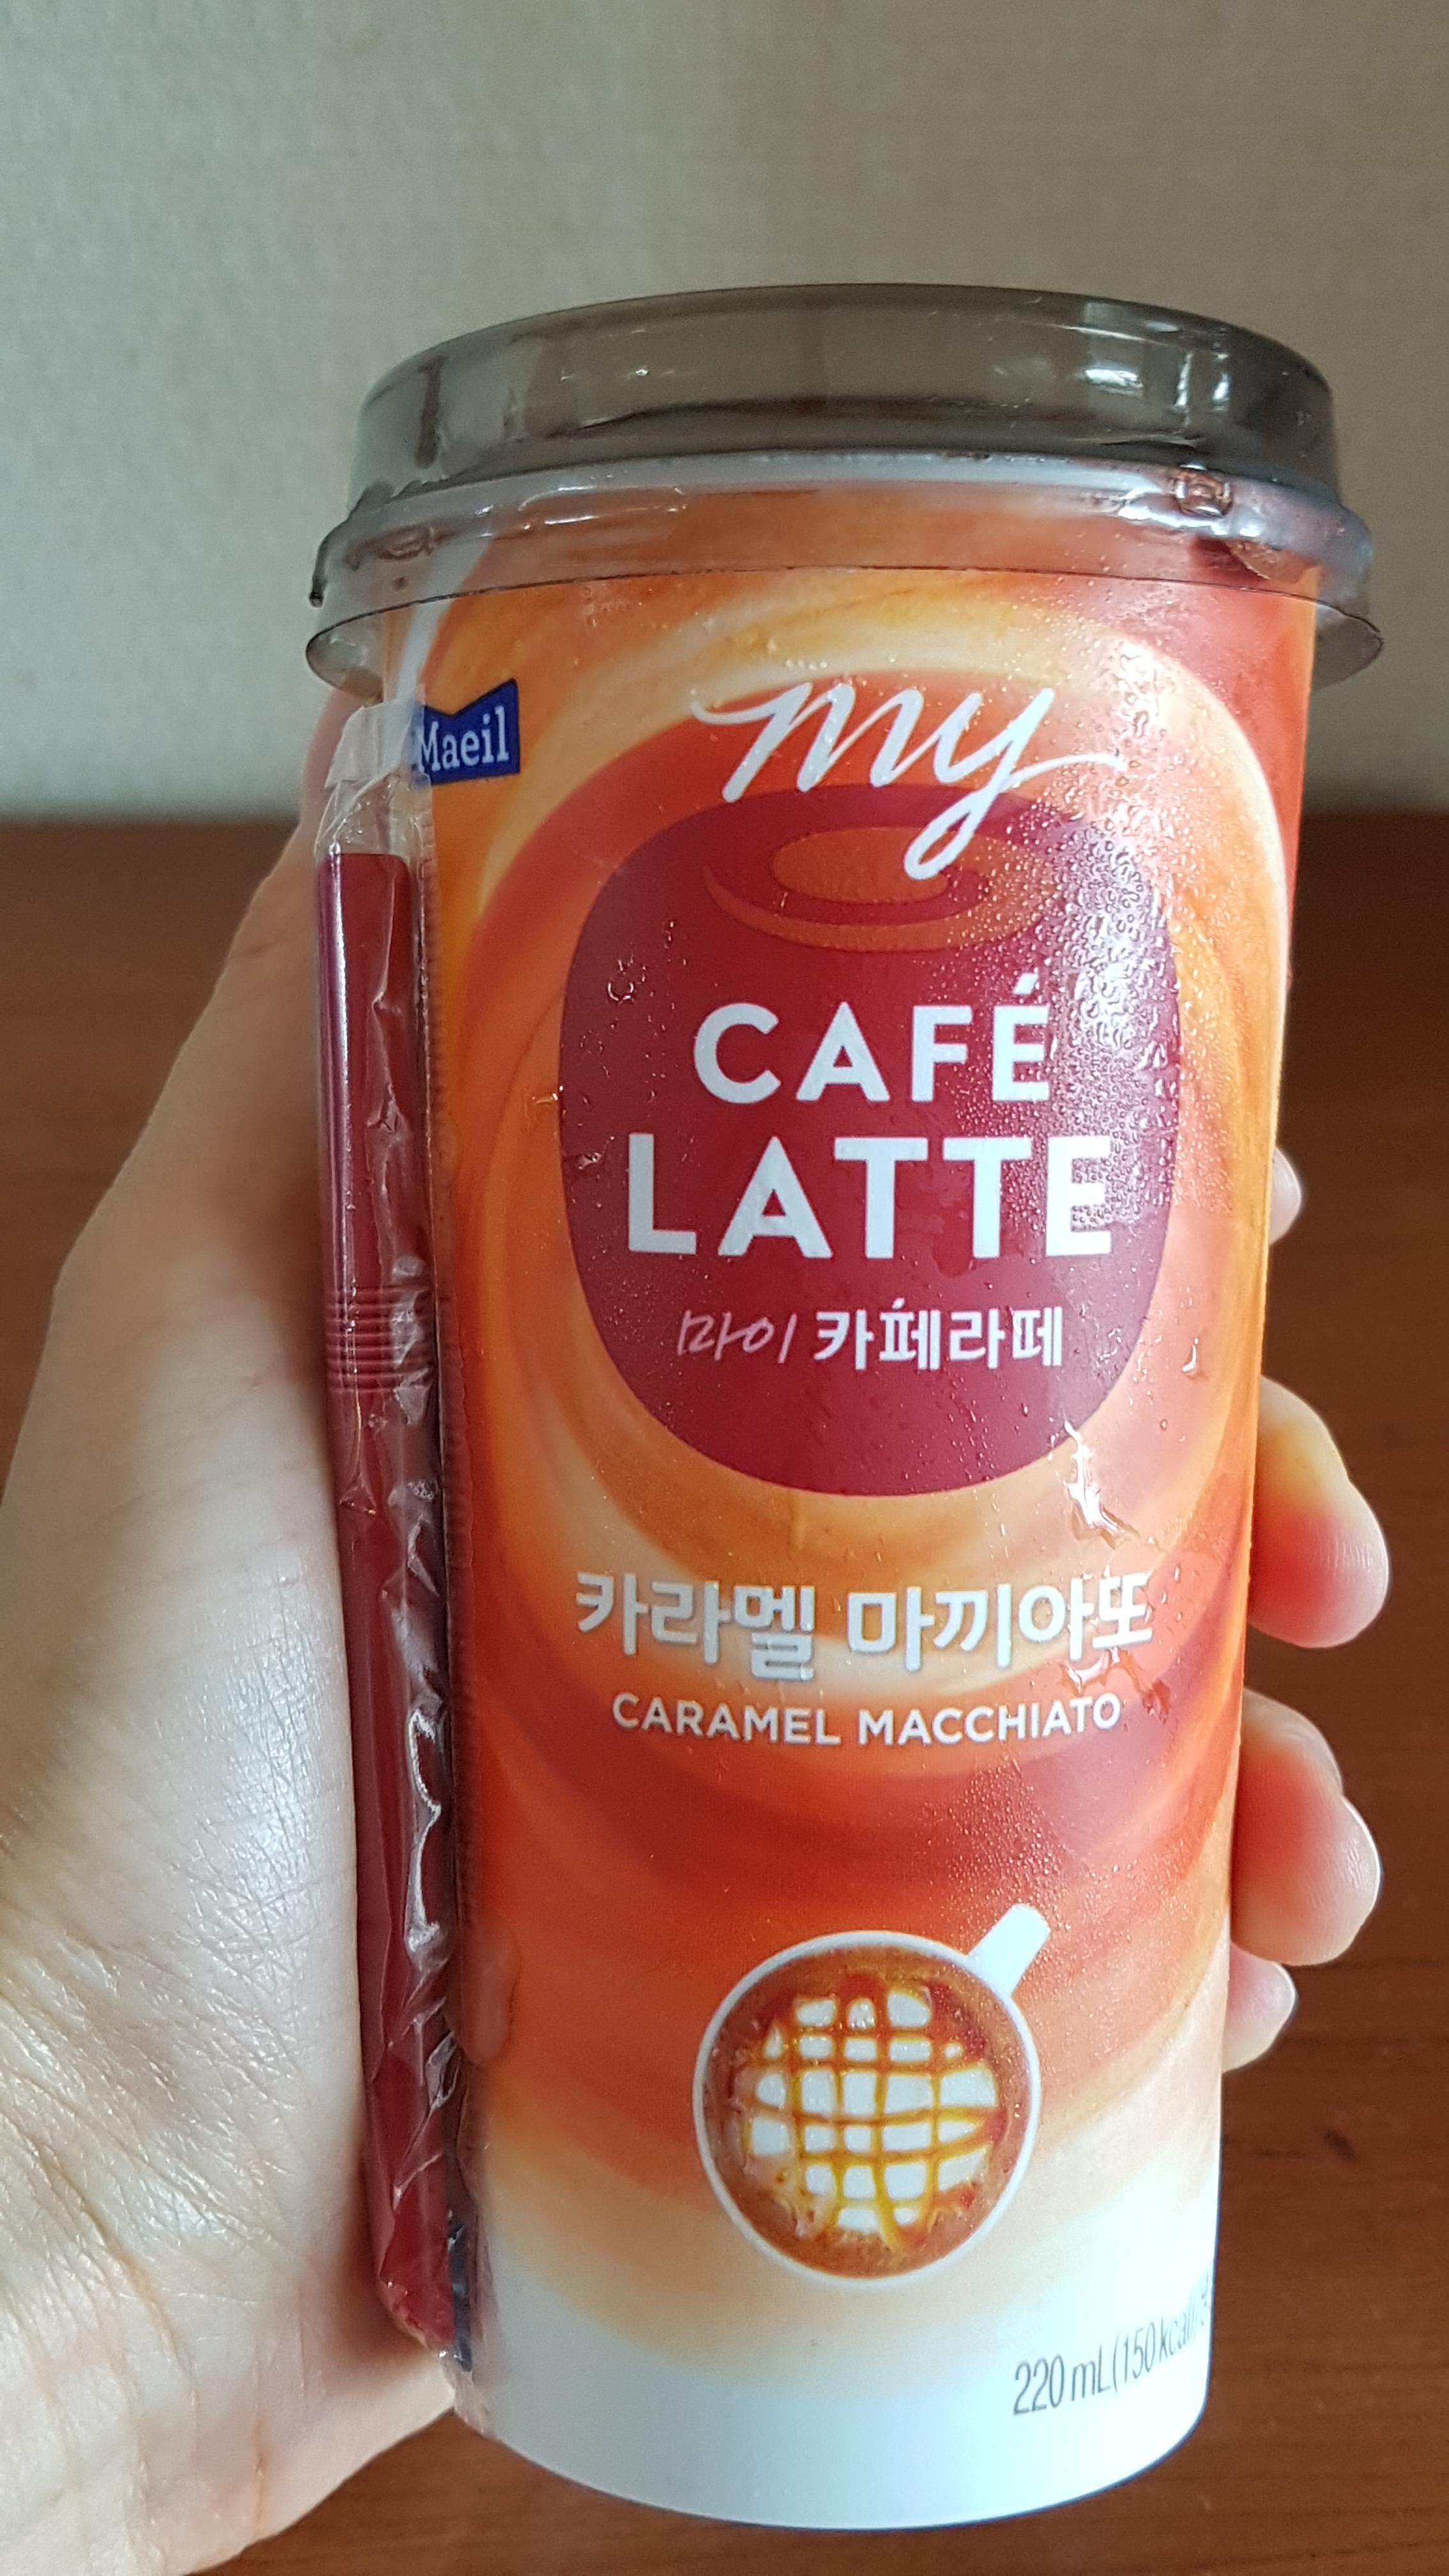 Maeil
my
CAFÉ
LATTE
마이 카페라떼
카라멜 마끼아또
CARAMEL MACCHIATO
220 mL(150 kcal)